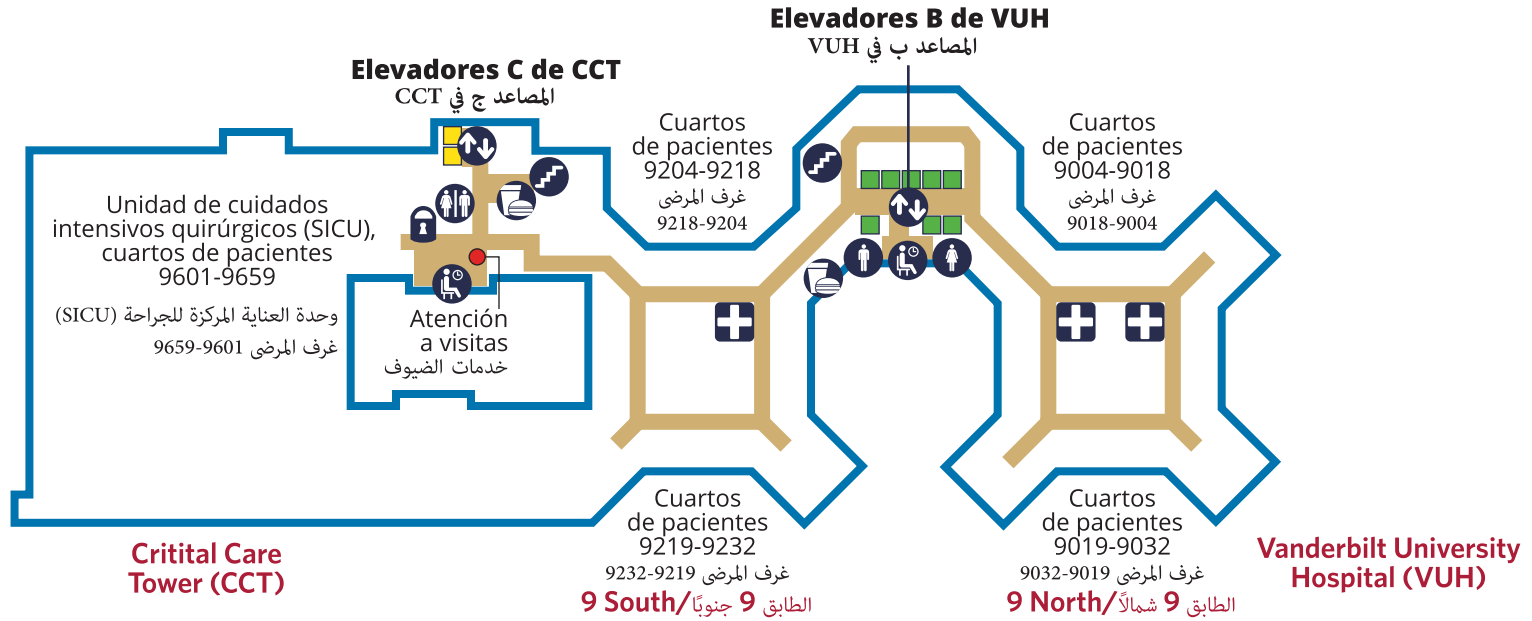 Elevadores B de VUH
المصاعد ب في VUH
Elevadores C de CCT
المصاعد ج في CCT
Cuartos
de pacientes
9204-9218
غرف المرضى
9218-9204
Cuartos
de pacientes
9004-9018
غرف المرضى
9018-9004
Unidad de cuidados
intensivos quirúrgicos (SICU),
cuartos de pacientes
9601-9659
وحدة العناية المركزة للجراحة (SICU)
غرف المرضى 9601-9659
Atención
a visitas
خدمات الضيوف
Cuartos
de pacientes
9219-9232
غرف المرضى 9219-9232
9 South/الطابق 9 جنوبًا
Cuartos
de pacientes
9019-9032
غرف المرضى 9019-9032
9 North/الطابق 9 شمالاً
Critital Care
Tower (CCT)
Vanderbilt University
Hospital (VUH)